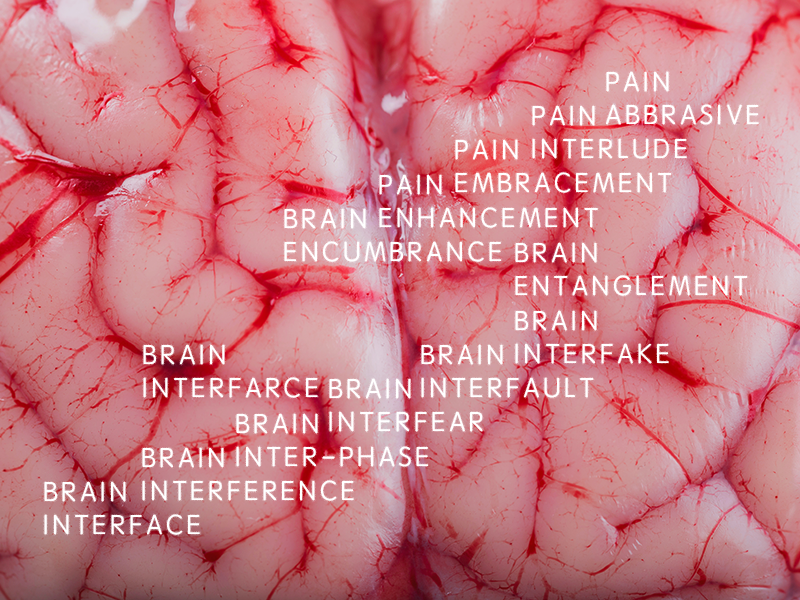 PAIN
PAIN ABBRASIVE
PAIN INTERLUDE
PAIN EMBRACEMENT
BRAIN ENHANCEMENT
ENCUMBRANCE BRAIN
ENTANGLEMENT
BRAIN
BRAIN BRAIN INTERFAKE
INTERFARCE BRAIN INTERFAULT
BRAIN INTERFEAR
BRAIN INTER-PHASE
BRAIN INTERFERENCE
INTERFACE